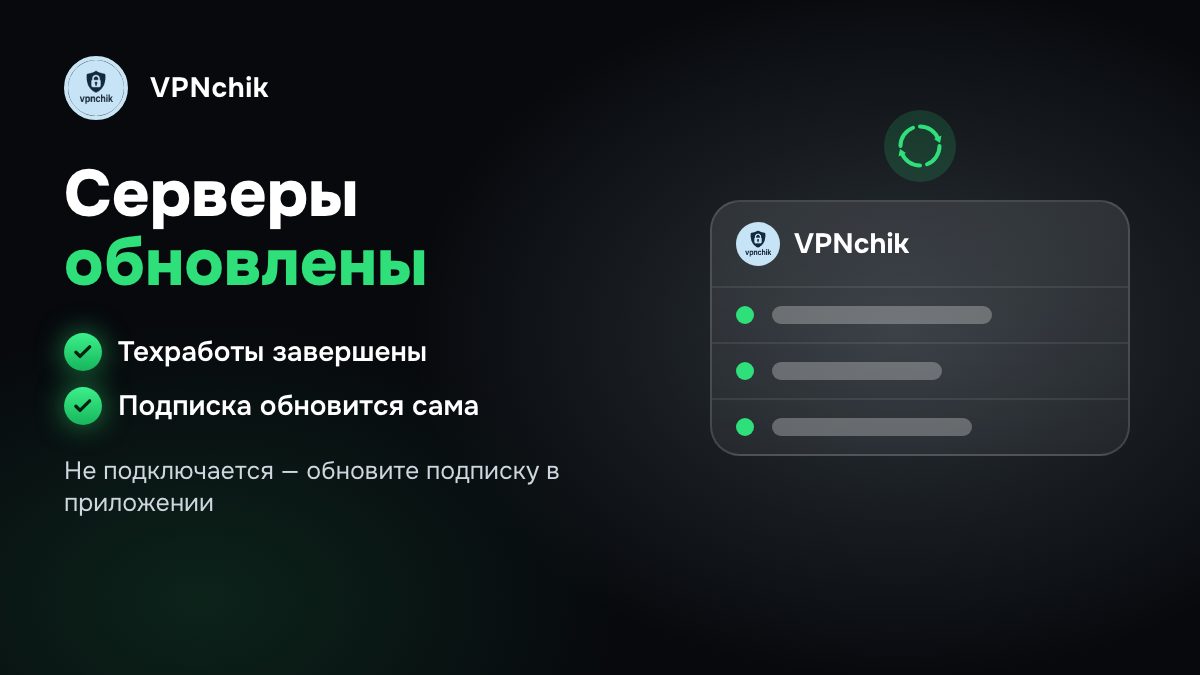 vpnchik
VPNchik
Серверы
обновлены
Техработы завершены
Подписка обновится сама
Не подключается — обновите подписку в
приложении
vpnchik
VPNchik